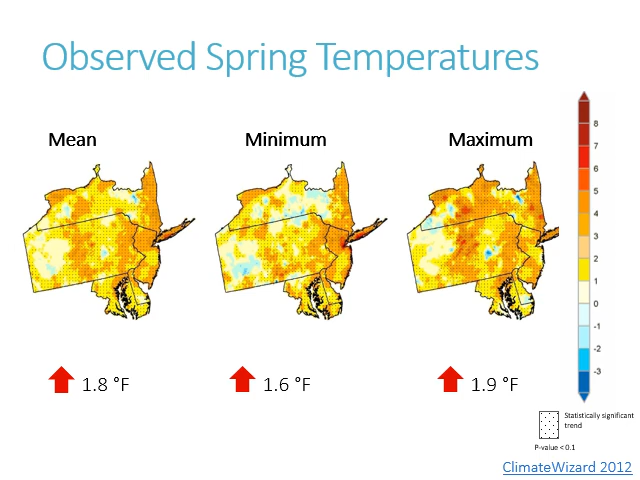 Observed Spring Temperatures
Mean
Minimum
Maximum
8
7
6
5
4
3
2
1
0
-1
-2
-3
1.8 °F
1.6 °F
1.9 °F
Statistically significant
trend
P-value < 0.1
ClimateWizard 2012